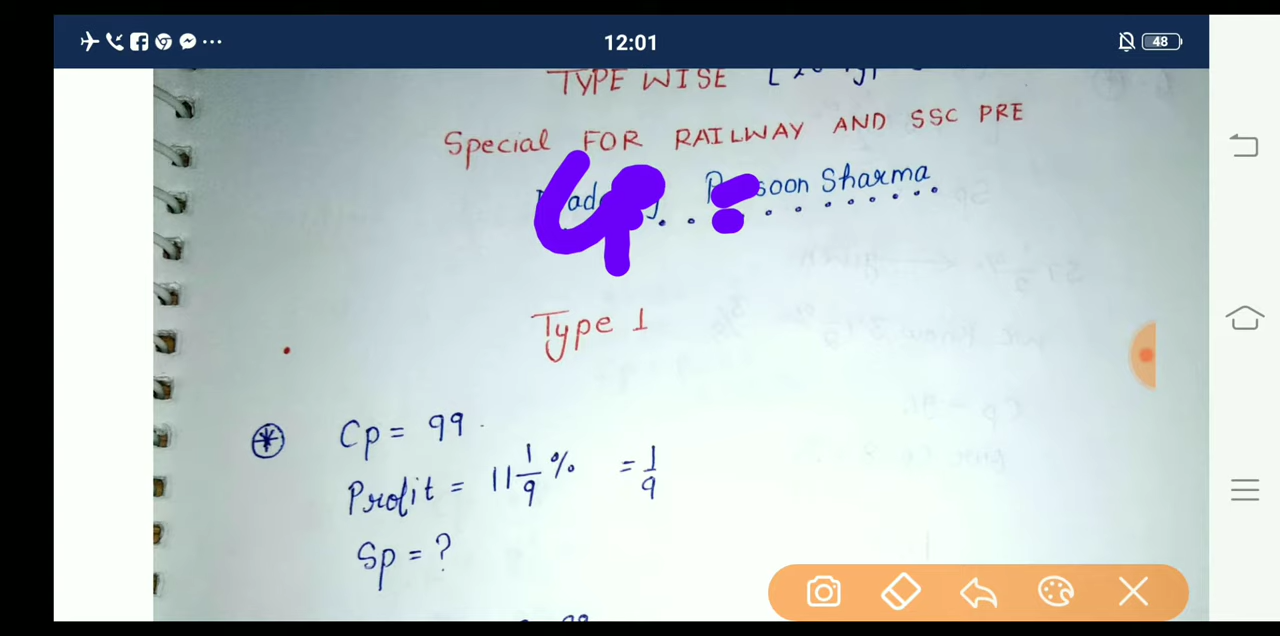 12:01
48
TYPE WISE
Special FOR RAILWAY AND SSC PRE
Sharma
Type 1
Cp = 99
Profit = 11 1/9 % = 1/9
Sp = ?